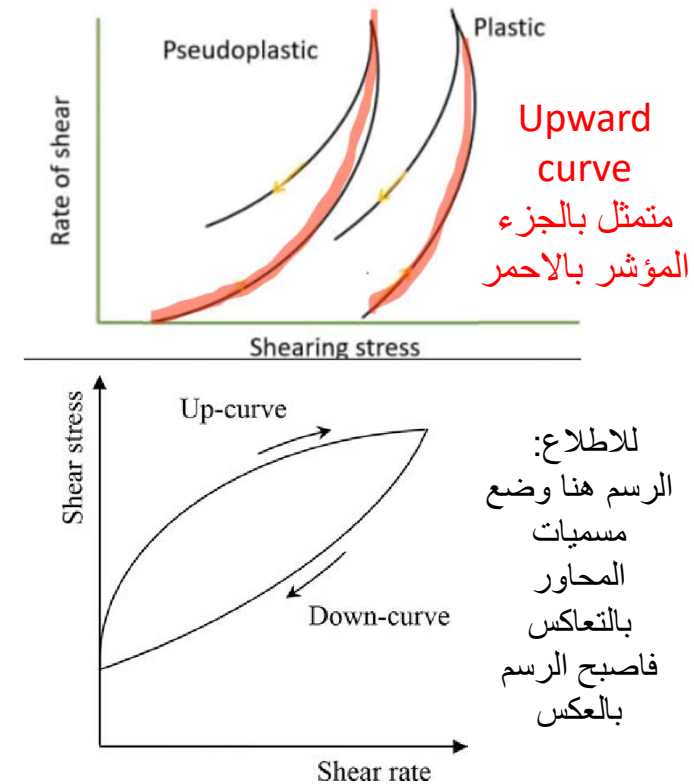 Pseudoplastic
Plastic
Rate of shear
Shearing stress
Upward
curve
متمثل بالجزء
المؤشر بالاحمر
Up-curve
Shear stress
Down-curve
Shear rate
للاطلاع:
الرسم هنا وضع
مسميات
المحاور
بالتعاكس
فاصبح الرسم
بالعكس